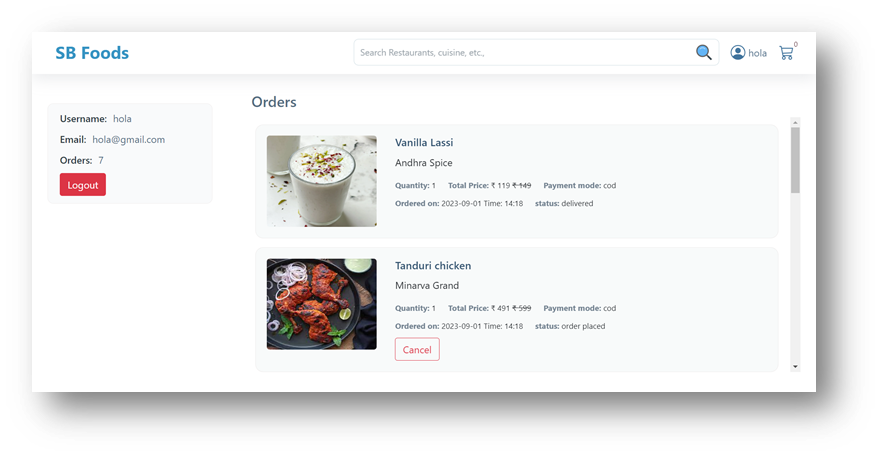 SB Foods
Search Restaurants, cuisine, etc.,
hola
0
Username: hola
Email: hola@gmail.com
Orders: 7
Logout
Orders
Vanilla Lassi
Andhra Spice
Quantity: 1 Total Price: ₹ 119 ₹ 149 Payment mode: cod
Ordered on: 2023-09-01 Time: 14:18 status: delivered
Tanduri chicken
Minarva Grand
Quantity: 1 Total Price: ₹ 491 ₹ 599 Payment mode: cod
Ordered on: 2023-09-01 Time: 14:18 status: order placed
Cancel